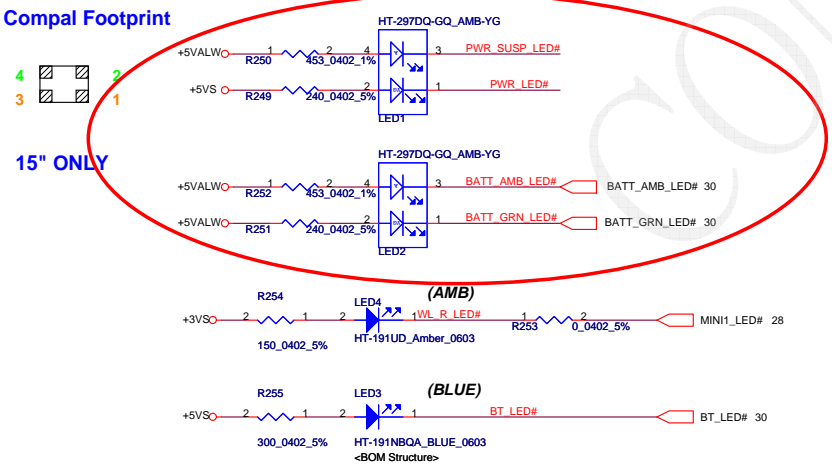 Compal Footprint
4 2
3 1
15" ONLY
HT-297DQ-GQ_AMB-YG
+5VALW 1 2 4 Y 3 PWR_SUSP_LED#
R250 453_0402_1%
+5VS 1 2 2 1 PWR_LED#
R249 240_0402_5%
LED1
HT-297DQ-GQ_AMB-YG
+5VALW 1 2 4 Y 3 BATT_AMB_LED# BATT_AMB_LED# 30
R252 453_0402_1%
+5VALW 1 2 2 1 BATT_GRN_LED# BATT_GRN_LED# 30
R251 240_0402_5%
LED2
(AMB)
R254 LED4
+3VS 2 1 2 1 WL_R_LED# 1 2 MINI1_LED# 28
R253 0_0402_5%
150_0402_5% HT-191UD_Amber_0603
(BLUE)
R255 LED3
+5VS 2 1 2 1 BT_LED# BT_LED# 30
300_0402_5% HT-191NBQA_BLUE_0603
<BOM Structure>